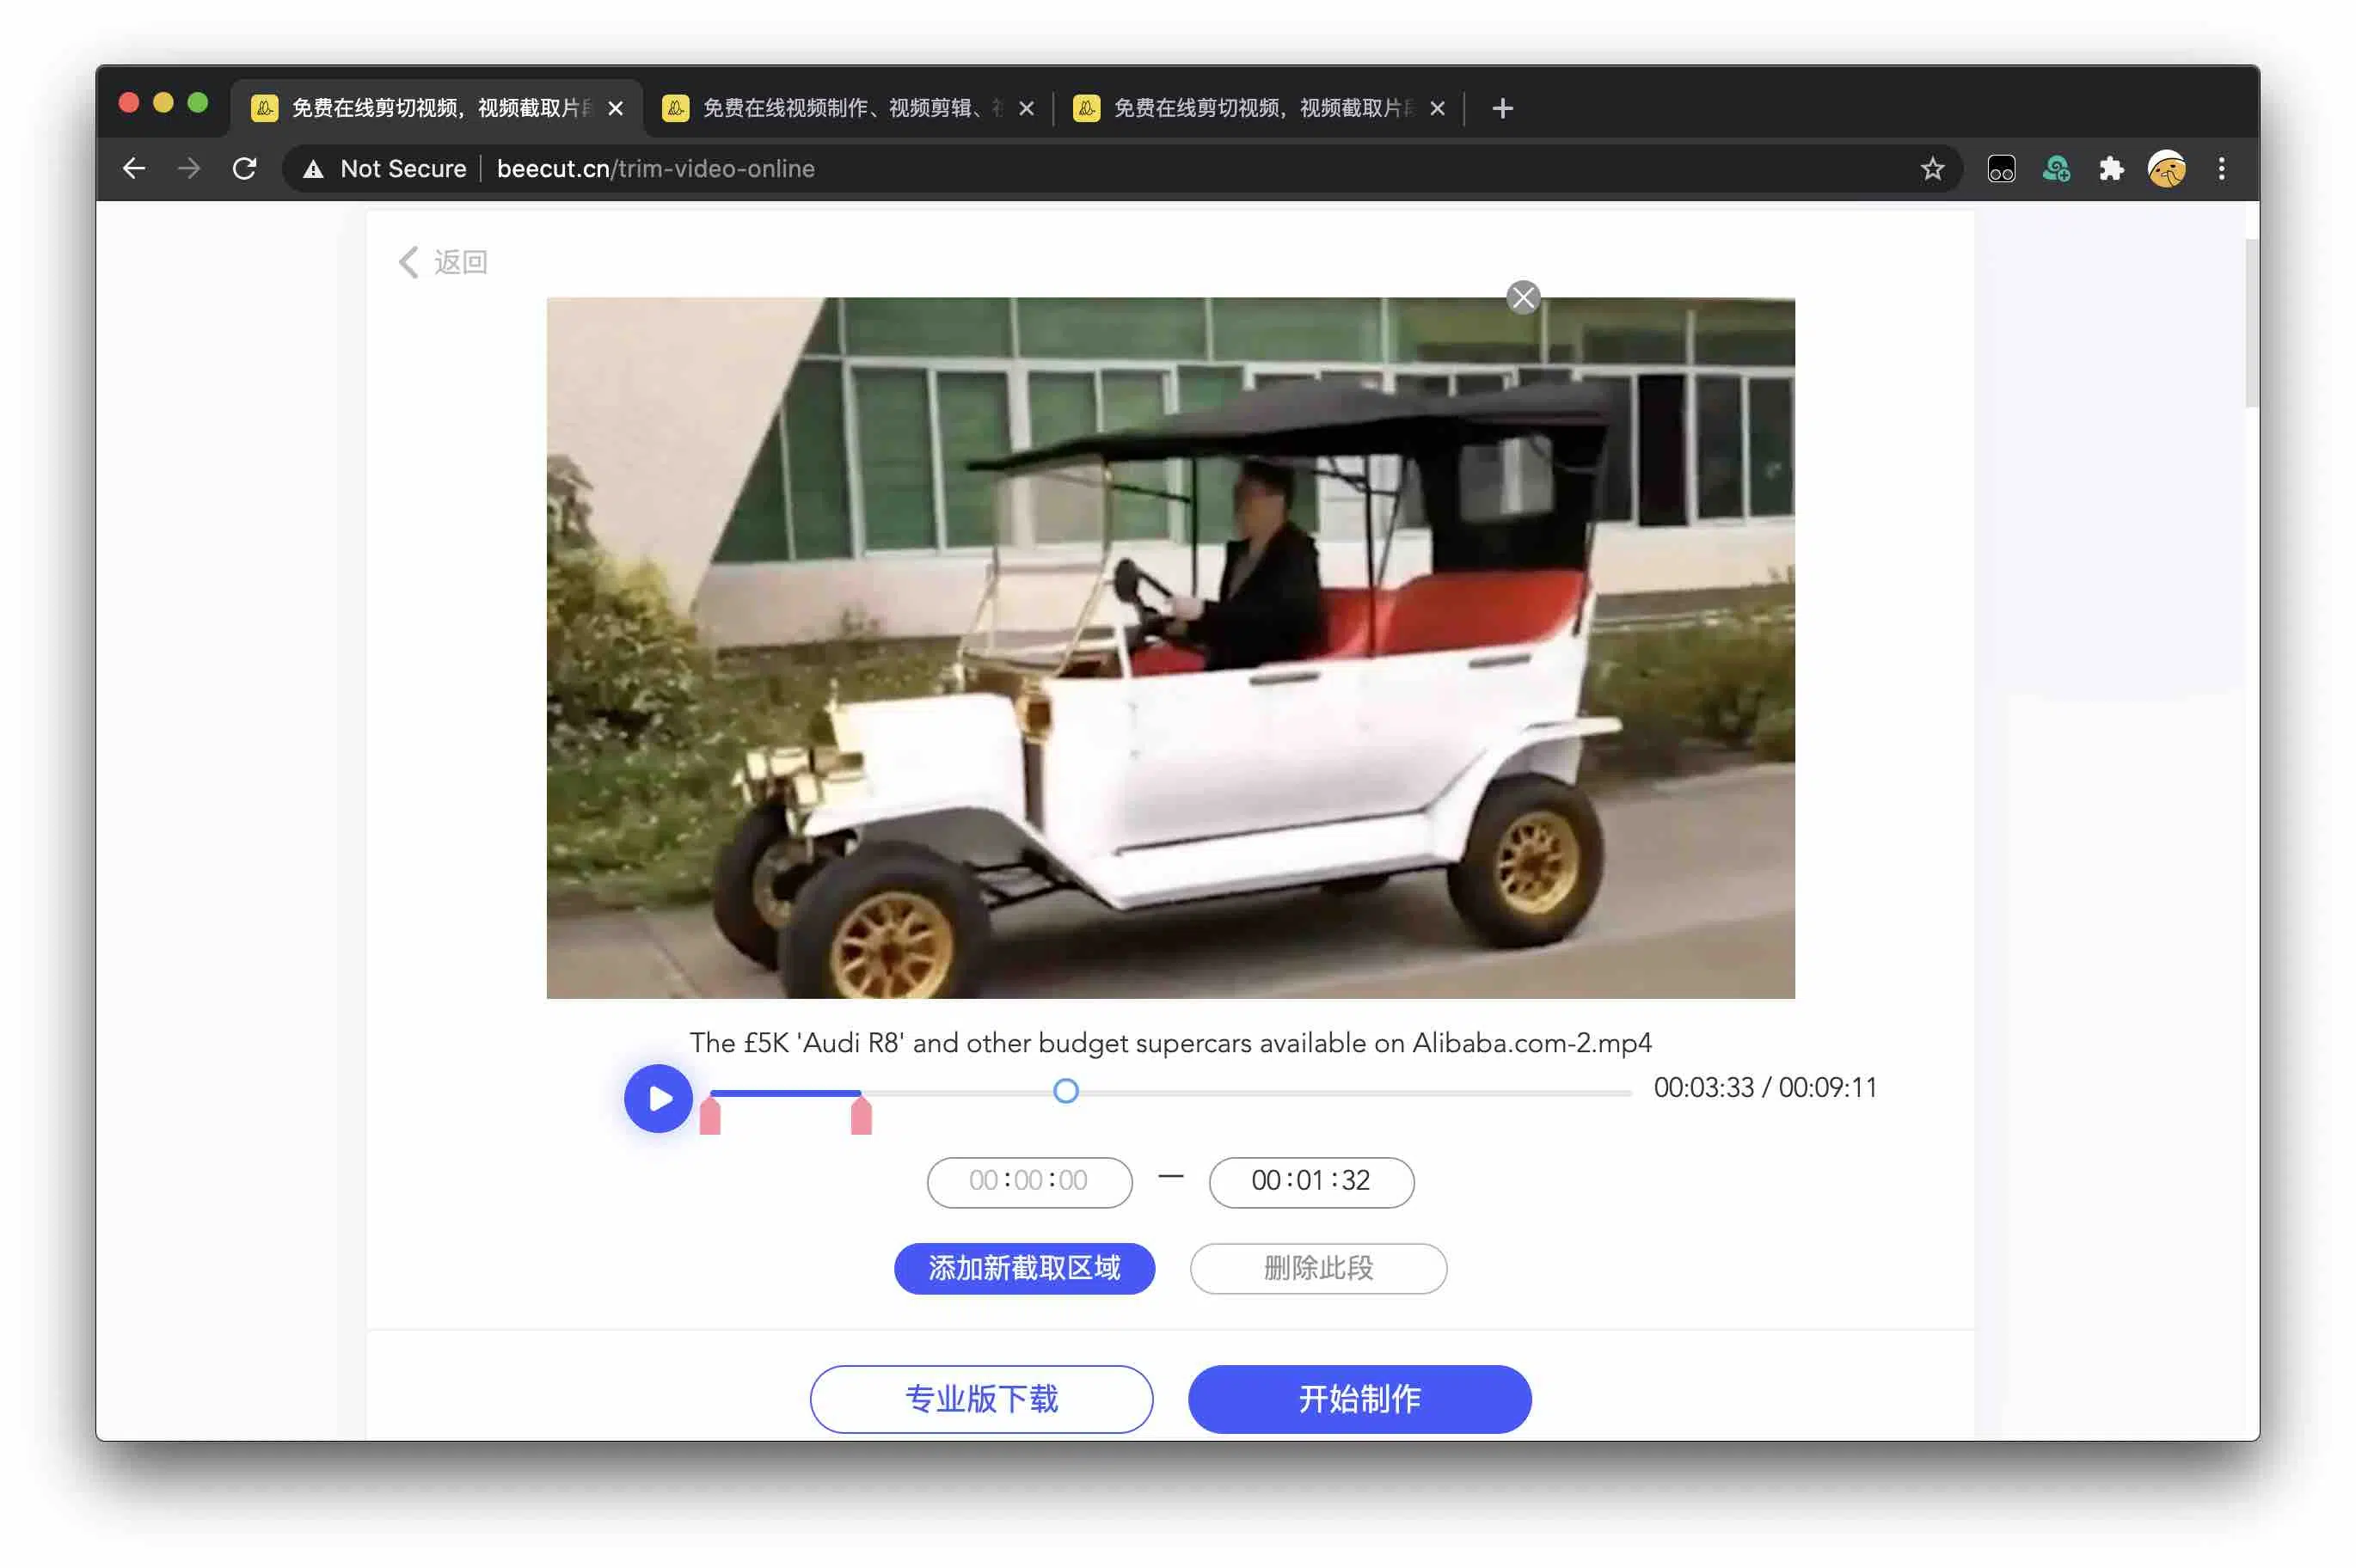 免费在线剪切视频，视频截取片
免费在线视频制作、视频剪辑、
免费在线剪切视频，视频截取片
Not Secure
beecut.cn/trim-video-online
返回
The £5K 'Audi R8' and other budget supercars available on Alibaba.com-2.mp4
00:03:33 / 00:09:11
00:00:00 — 00:01:32
添加新截取区域 删除此段
专业版下载 开始制作